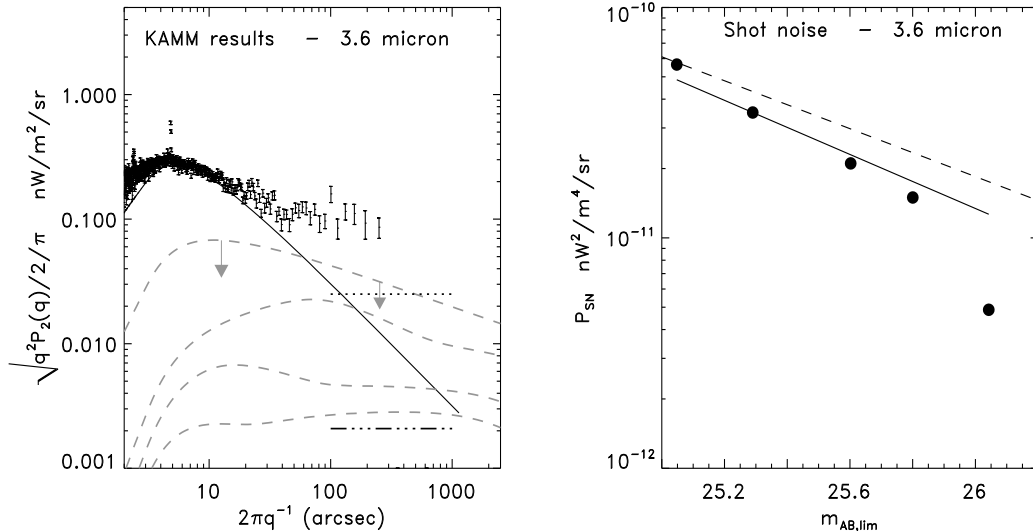 KAMM results – 3.6 micron
1.000
0.100
0.010
0.001
10 100 1000
2πq⁻¹ (arcsec)
√q²P₂(q)/2/π nW/m²/sr
Shot noise – 3.6 micron
10⁻¹⁰
10⁻¹¹
10⁻¹²
25.2 25.6 26
m_AB,lim
P_SN nW²/m⁴/sr